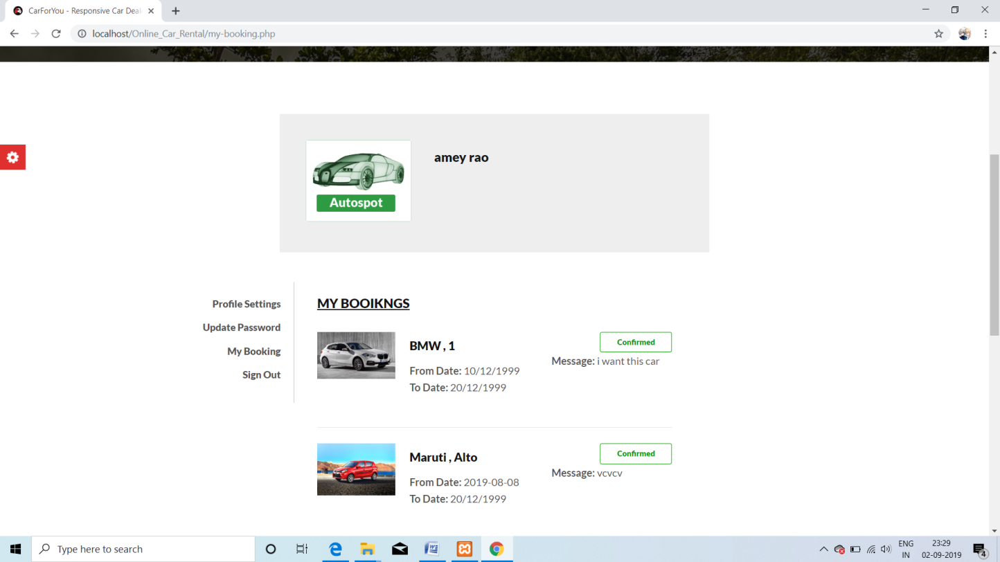 CarForYou - Responsive Car Deal
localhost/Online_Car_Rental/my-booking.php
Autospot
amey rao
Profile Settings
Update Password
My Booking
Sign Out
MY BOOIKNGS
BMW , 1
From Date: 10/12/1999
To Date: 20/12/1999
Confirmed
Message: i want this car
Maruti , Alto
From Date: 2019-08-08
To Date: 20/12/1999
Confirmed
Message: vcvcv
Type here to search
ENG
IN
23:29
02-09-2019
4